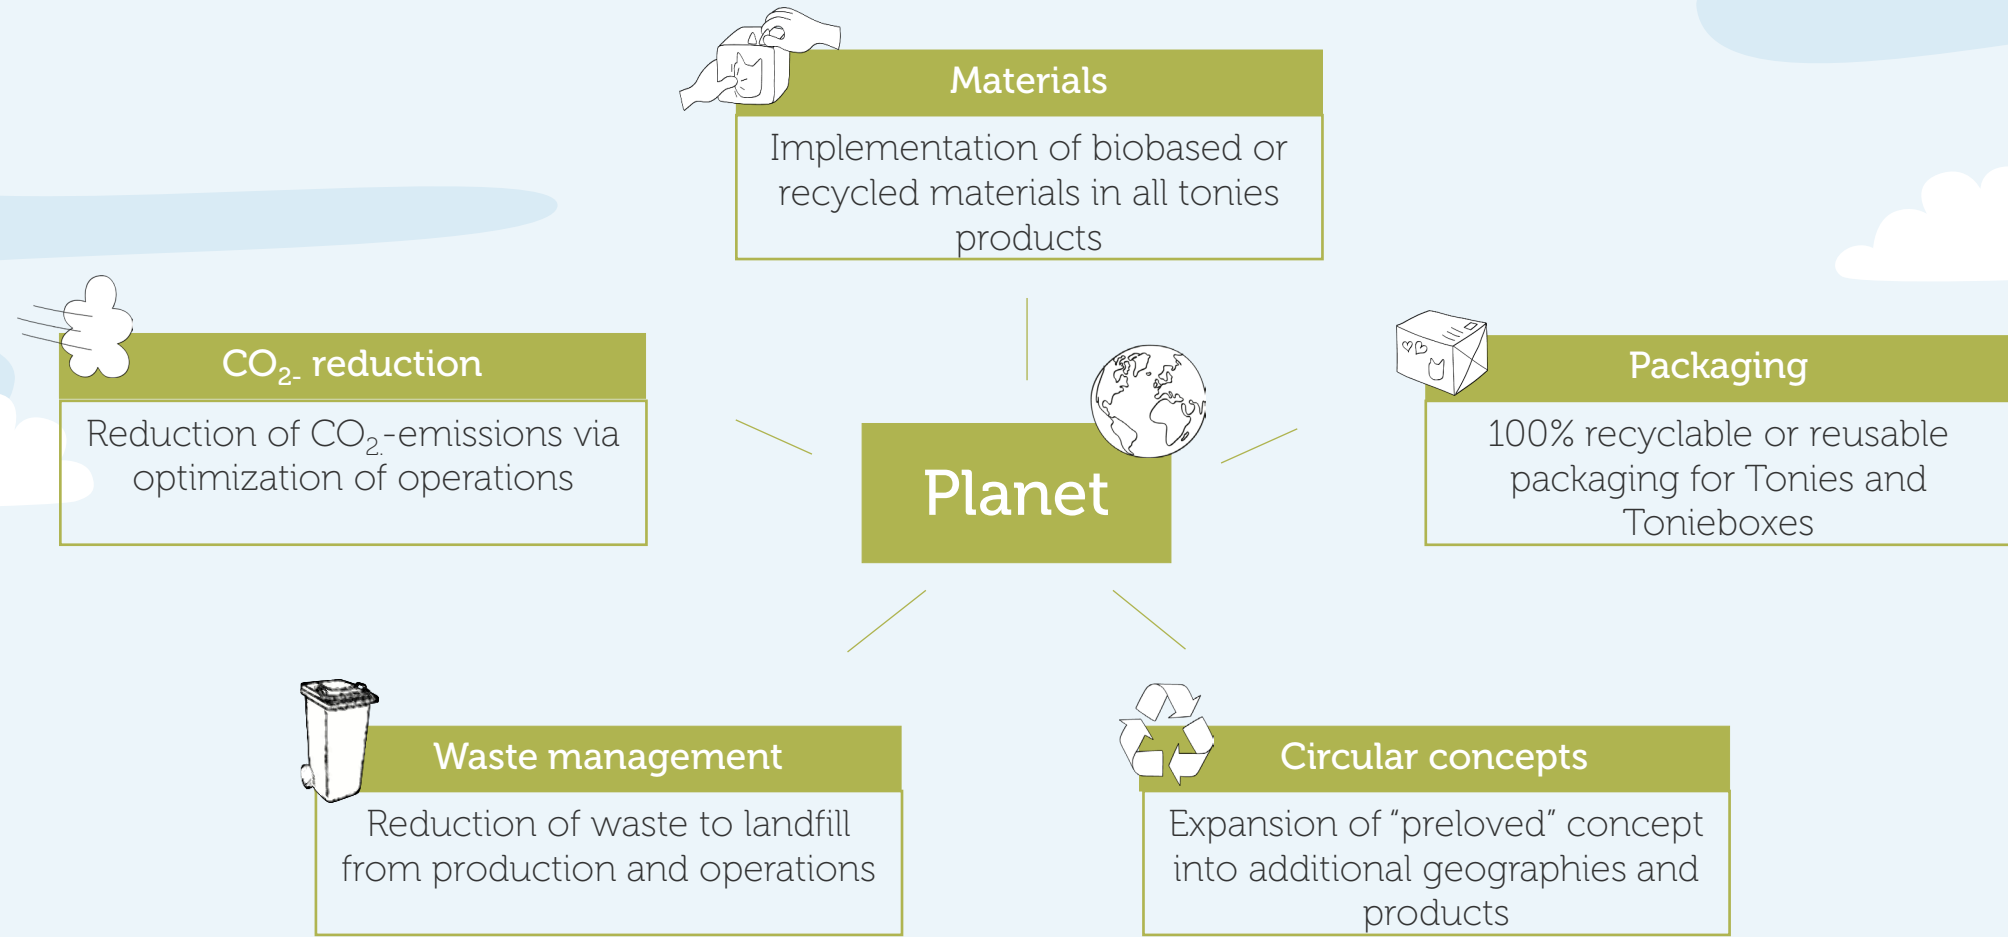 Materials
Implementation of biobased or
recycled materials in all tonies
products
CO₂- reduction
Reduction of CO₂-emissions via
optimization of operations
Planet
Packaging
100% recyclable or reusable
packaging for Tonies and
Tonieboxes
Waste management
Reduction of waste to landfill
from production and operations
Circular concepts
Expansion of “preloved” concept
into additional geographies and
products